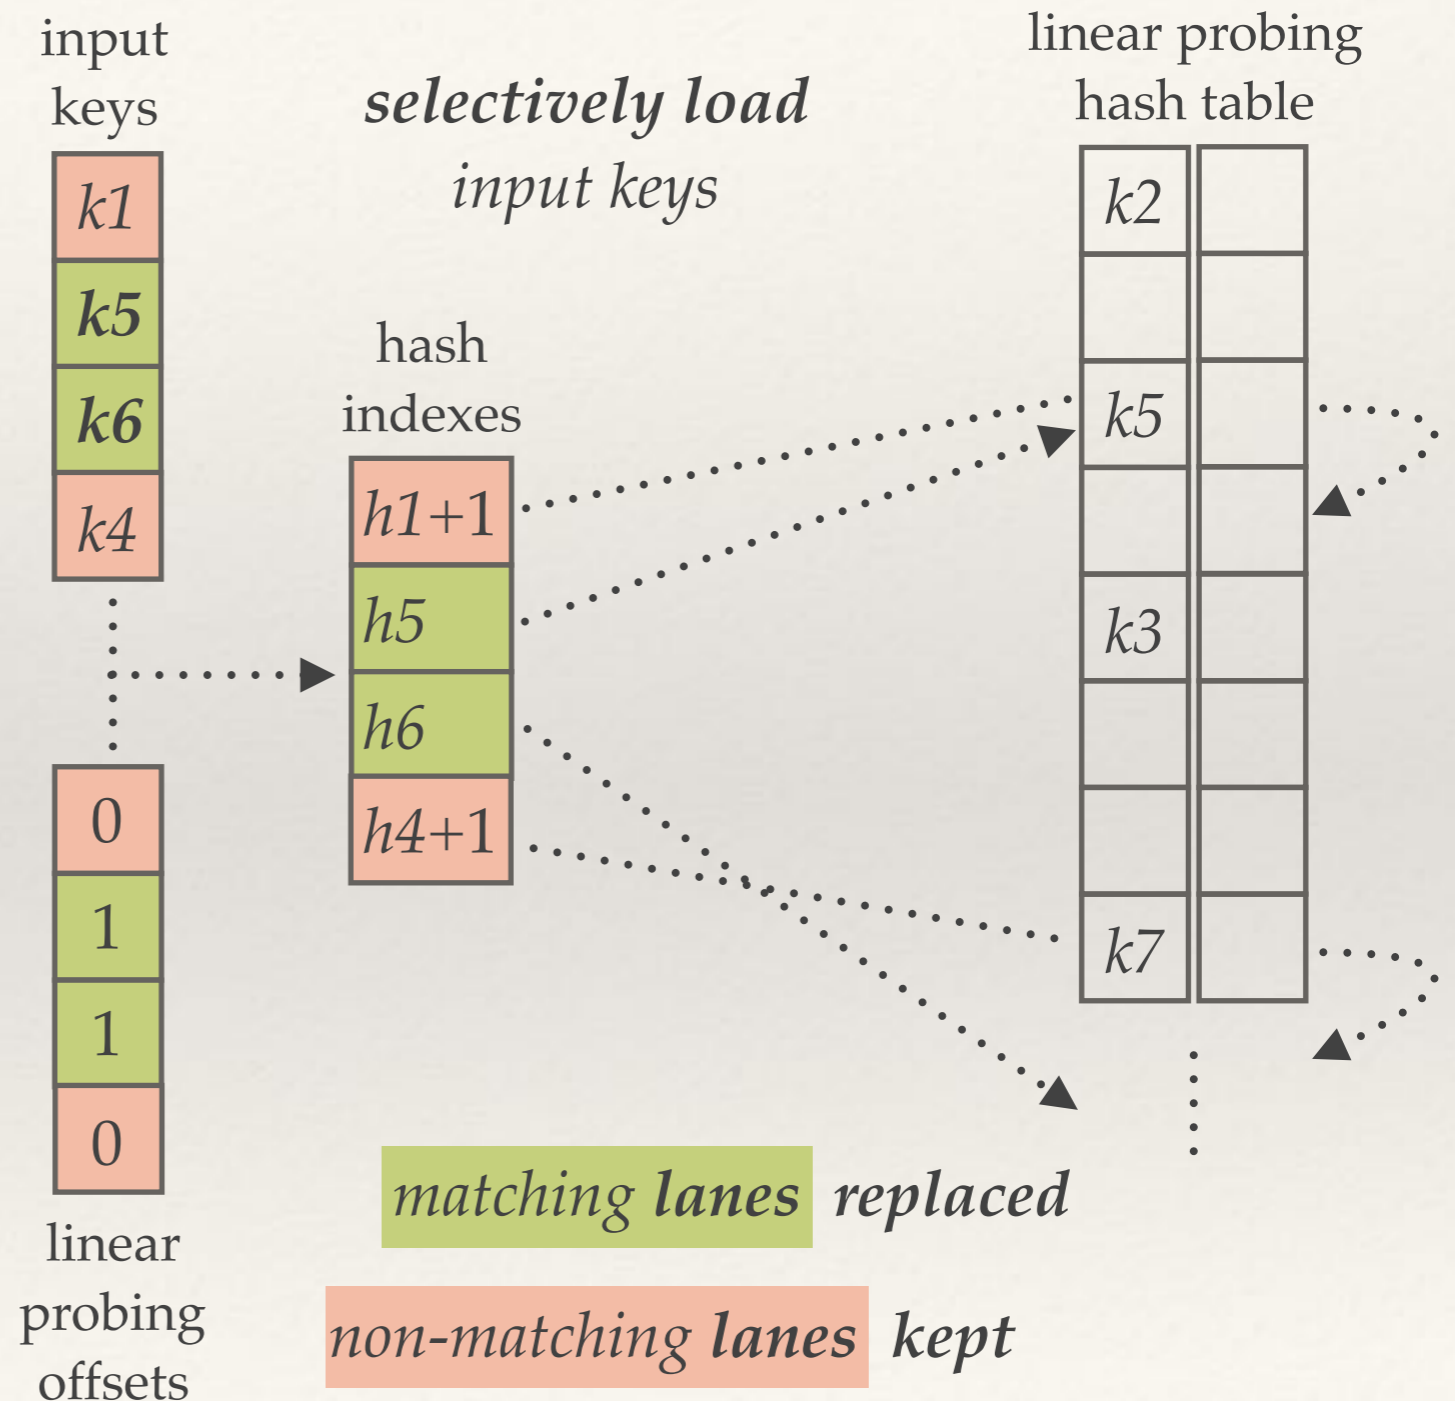 input
keys
k1
k5
k6
k4
0
1
1
0
linear
probing
offsets
selectively load
input keys
hash
indexes
h1+1
h5
h6
h4+1
linear probing
hash table
k2
k5
k3
k7
matching lanes replaced
non-matching lanes kept